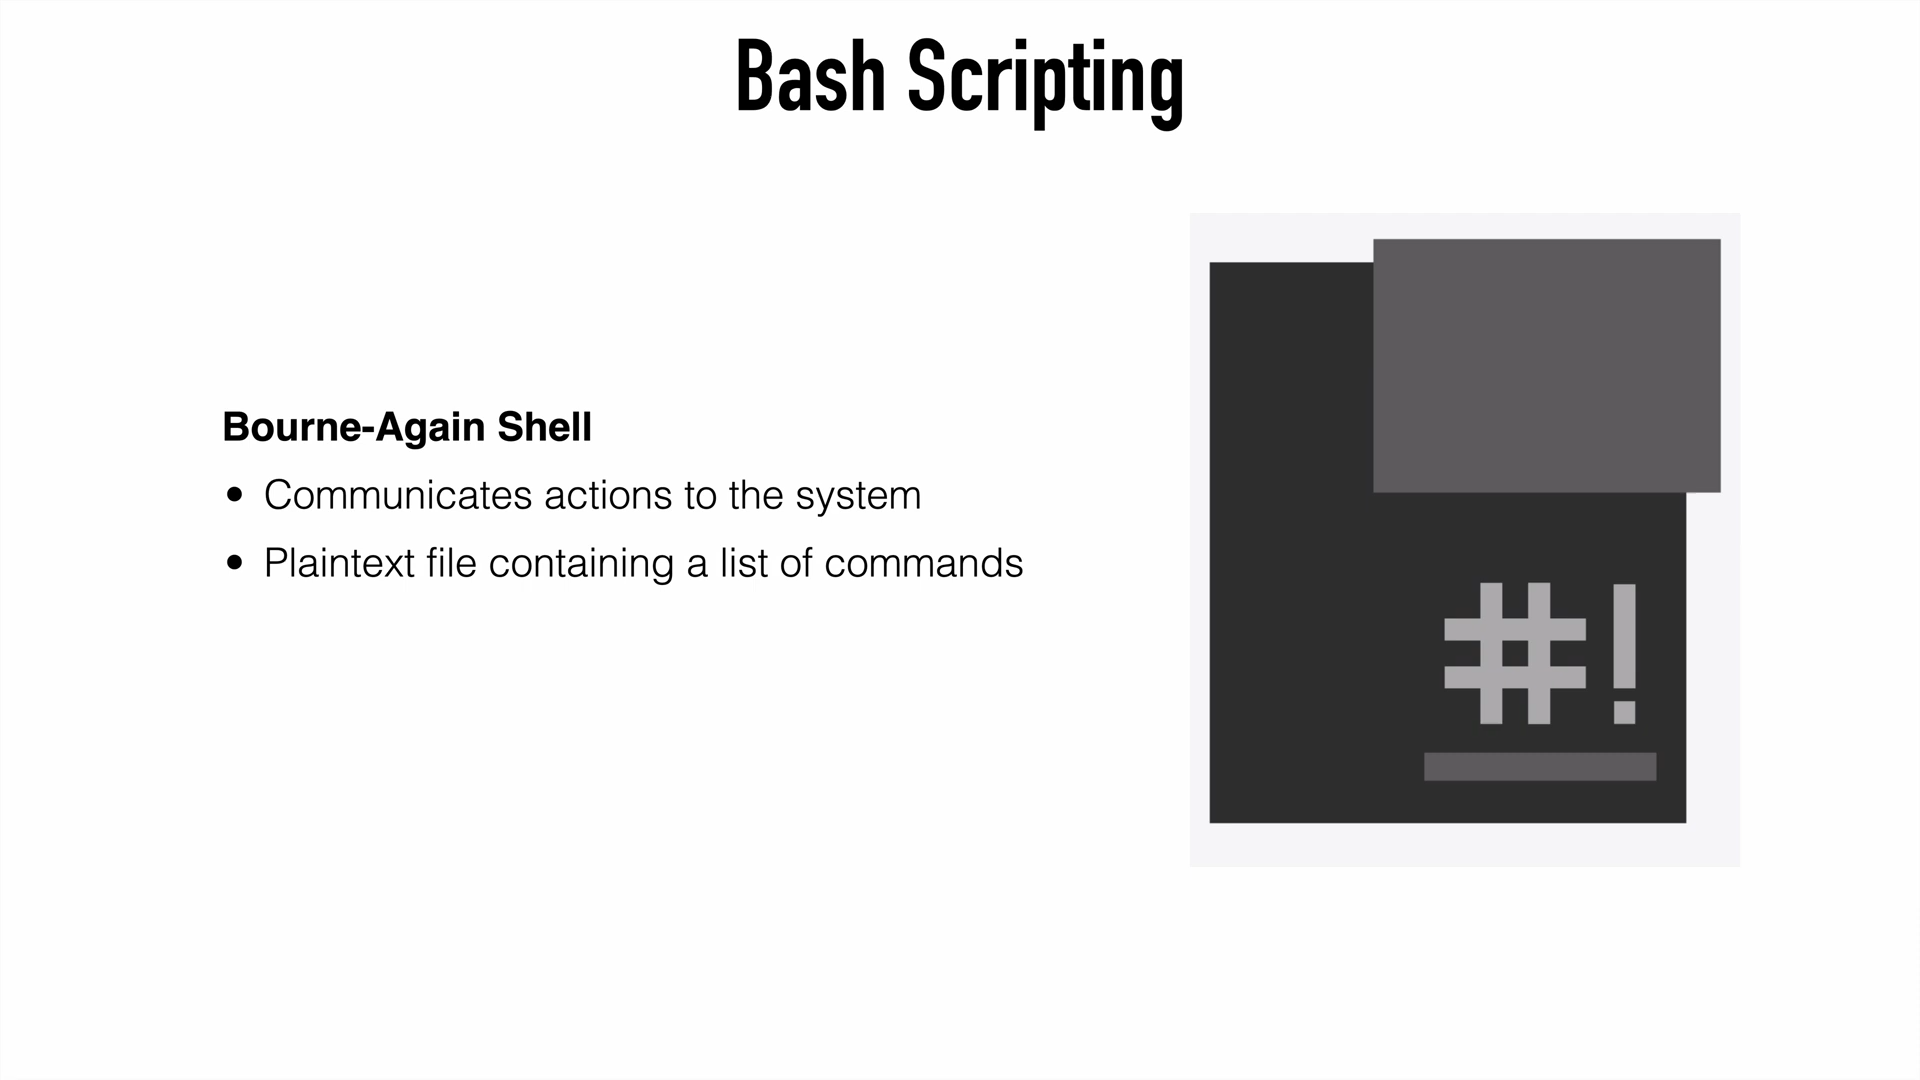 Bash Scripting
Bourne-Again Shell
• Communicates actions to the system
• Plaintext file containing a list of commands
#!